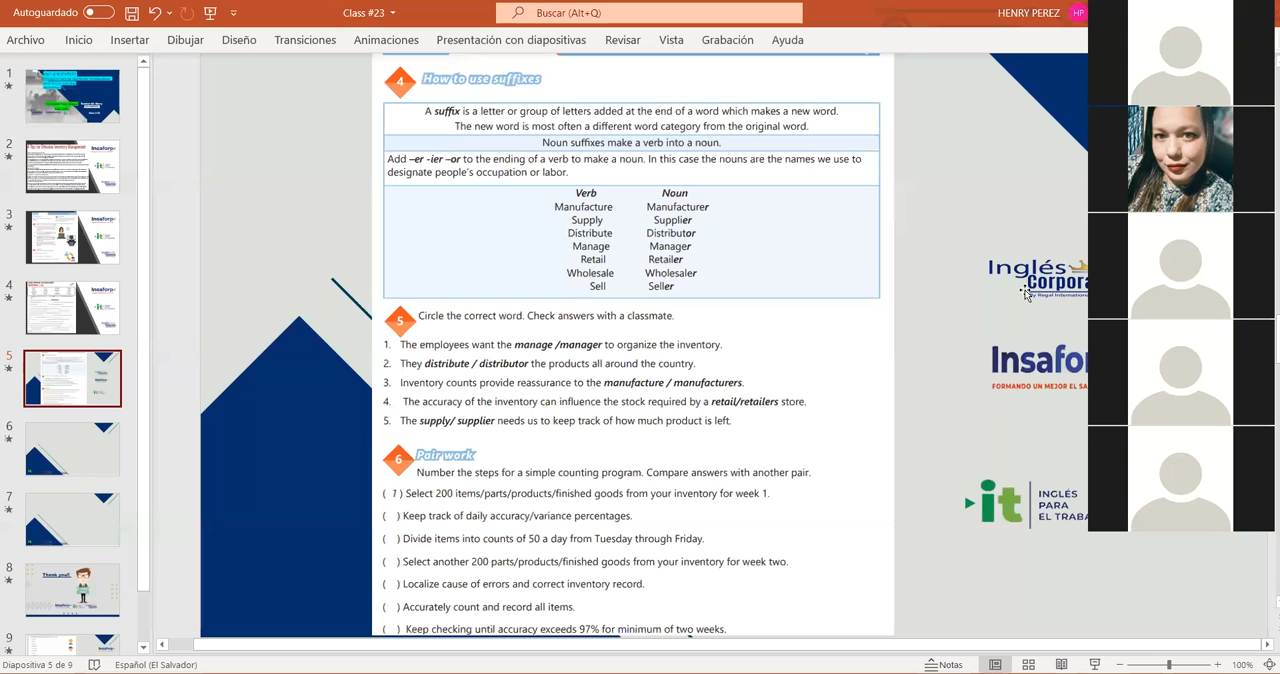 Autoguardado
Class #23
Buscar (Alt+Q)
HENRY PEREZ
HP
Archivo Inicio Insertar Dibujar Diseño Transiciones Animaciones Presentación con diapositivas Revisar Vista Grabación Ayuda
1
2
3
4
5
6
7
8
Thank you!
9
4 How to use suffixes
A suffix is a letter or group of letters added at the end of a word which makes a new word.
The new word is most often a different word category from the original word.
Noun suffixes make a verb into a noun.
Add –er -ier –or to the ending of a verb to make a noun. In this case the nouns are the names we use to
designate people's occupation or labor.
Verb Noun
Manufacture Manufacturer
Supply Supplier
Distribute Distributor
Manage Manager
Retail Retailer
Wholesale Wholesaler
Sell Seller
5 Circle the correct word. Check answers with a classmate.
1. The employees want the manage /manager to organize the inventory.
2. They distribute / distributor the products all around the country.
3. Inventory counts provide reassurance to the manufacture / manufacturers.
4. The accuracy of the inventory can influence the stock required by a retail/retailers store.
5. The supply/ supplier needs us to keep track of how much product is left.
6 Pair work
Number the steps for a simple counting program. Compare answers with another pair.
( 1 ) Select 200 items/parts/products/finished goods from your inventory for week 1.
( ) Keep track of daily accuracy/variance percentages.
( ) Divide items into counts of 50 a day from Tuesday through Friday.
( ) Select another 200 parts/products/finished goods from your inventory for week two.
( ) Localize cause of errors and correct inventory record.
( ) Accurately count and record all items.
( ) Keep checking until accuracy exceeds 97% for minimum of two weeks.
Inglés
Corpora
By Regal Internationa
Insafor
FORMANDO UN MEJOR EL SA
it
INGLÉS
PARA
EL TRABA
Diapositiva 5 de 9 Español (El Salvador) Notas 100%